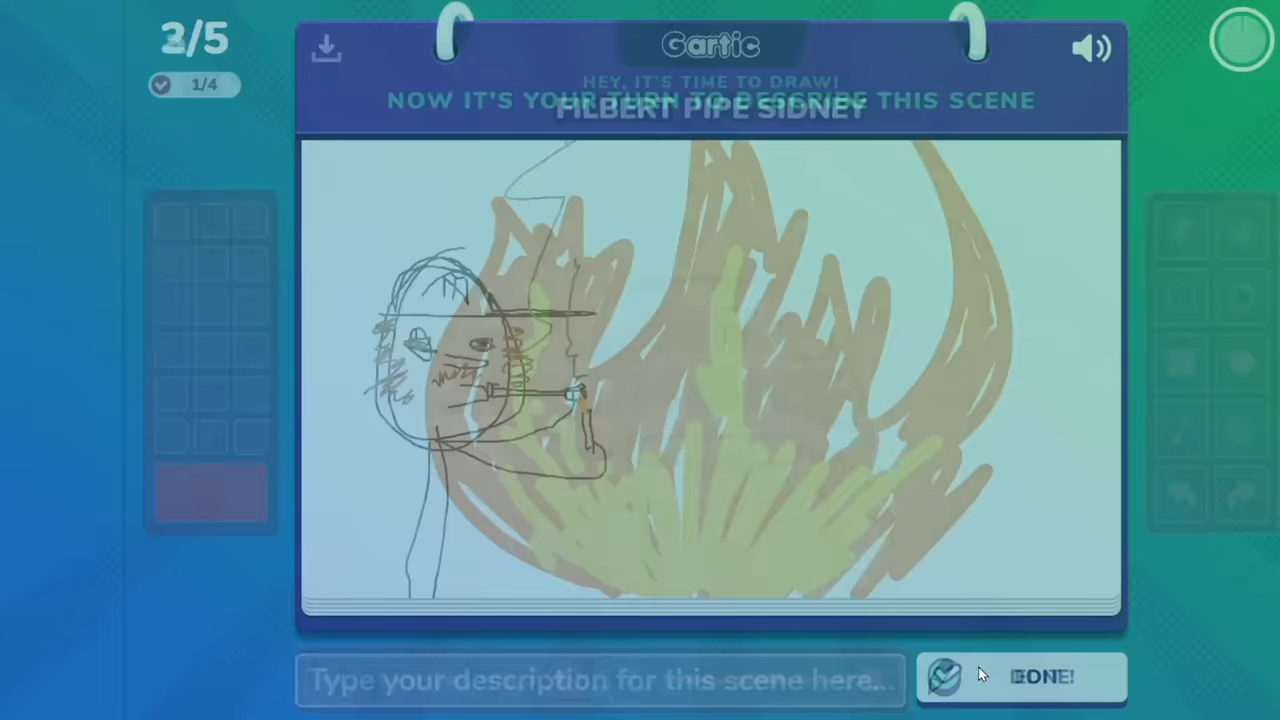 3/5
1/4
Gartic
HEY, IT'S TIME TO DRAW!
NOW IT'S YOUR TURN TO DESCRIBE THIS SCENE
FILBERT PIPE SIDNEY
Type your description for this scene here...
DONE!